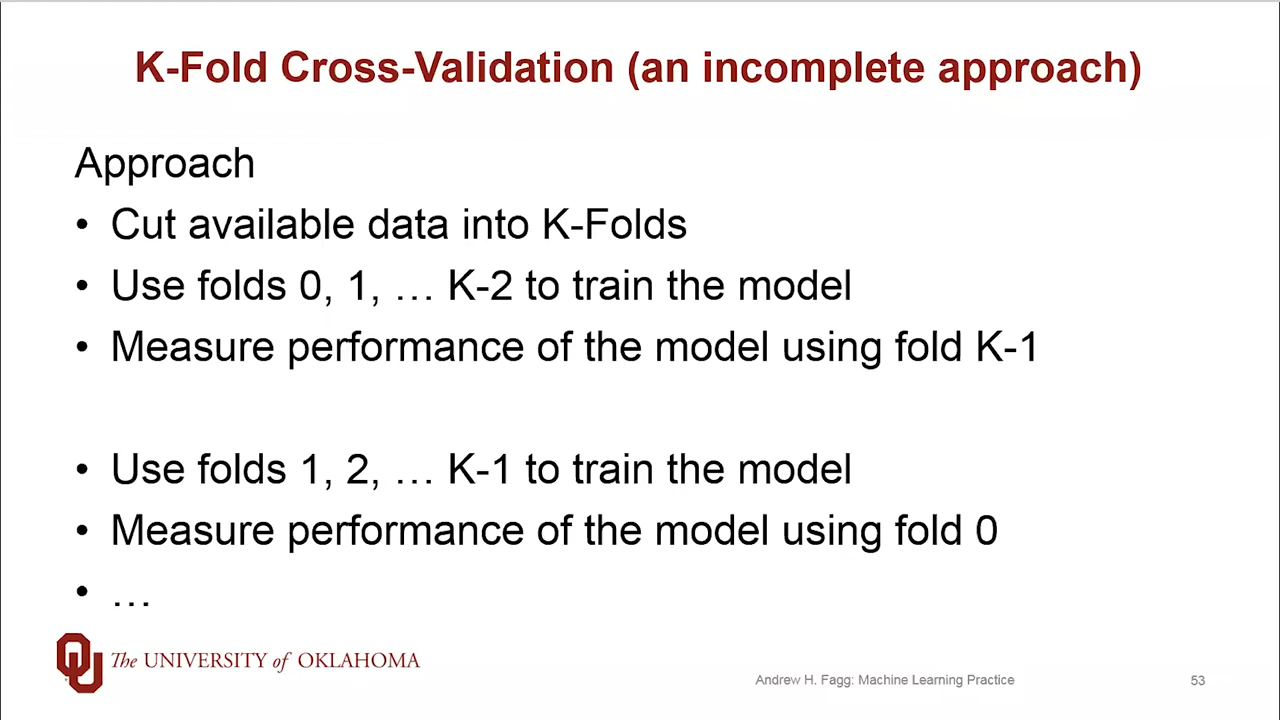 K-Fold Cross-Validation (an incomplete approach)
Approach
• Cut available data into K-Folds
• Use folds 0, 1, … K-2 to train the model
• Measure performance of the model using fold K-1
• Use folds 1, 2, … K-1 to train the model
• Measure performance of the model using fold 0
• …
The UNIVERSITY of OKLAHOMA
Andrew H. Fagg: Machine Learning Practice
53